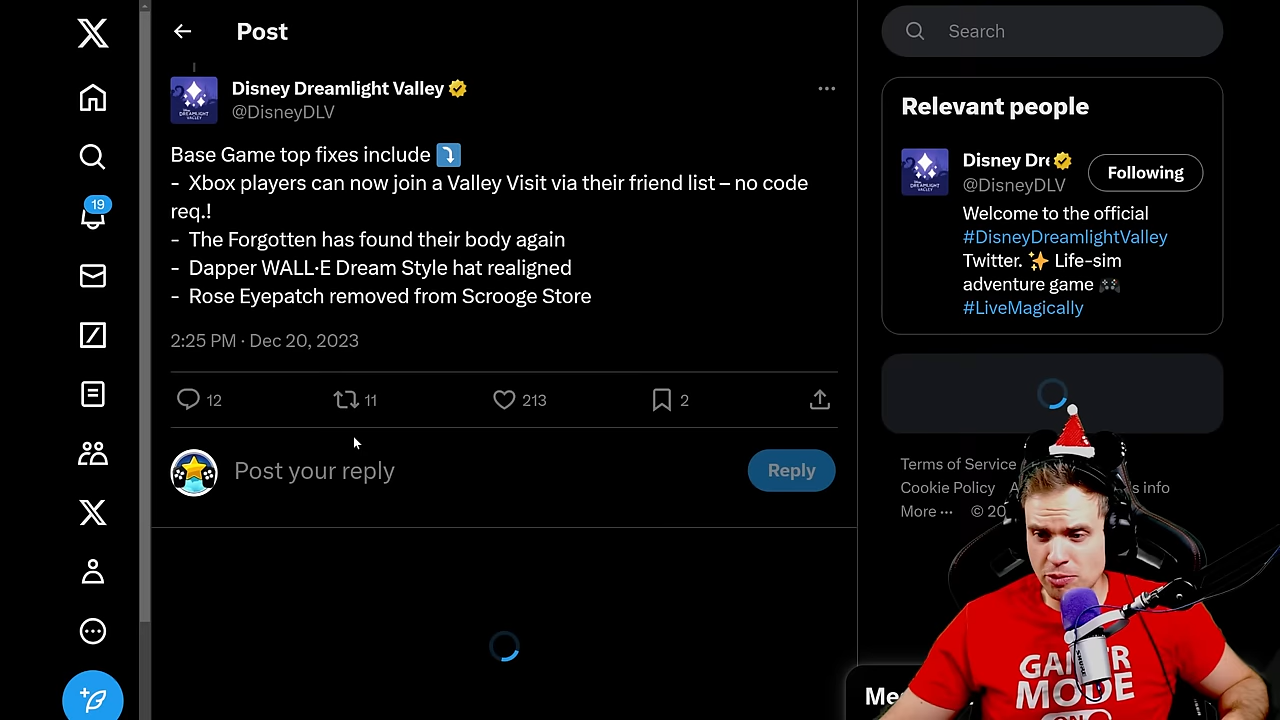 Post
Disney Dreamlight Valley
@DisneyDLV
Base Game top fixes include
- Xbox players can now join a Valley Visit via their friend list – no code
req.!
- The Forgotten has found their body again
- Dapper WALL·E Dream Style hat realigned
- Rose Eyepatch removed from Scrooge Store
2:25 PM · Dec 20, 2023
12 11 213 2
Post your reply
Reply
19
Search
Relevant people
Disney Dre
@DisneyDLV
Following
Welcome to the official
#DisneyDreamlightValley
Twitter. ✨ Life-sim
adventure game 🎮
#LiveMagically
Terms of Service
Cookie Policy
s info
More ··· © 20
Me
GAMER
MODE
ON